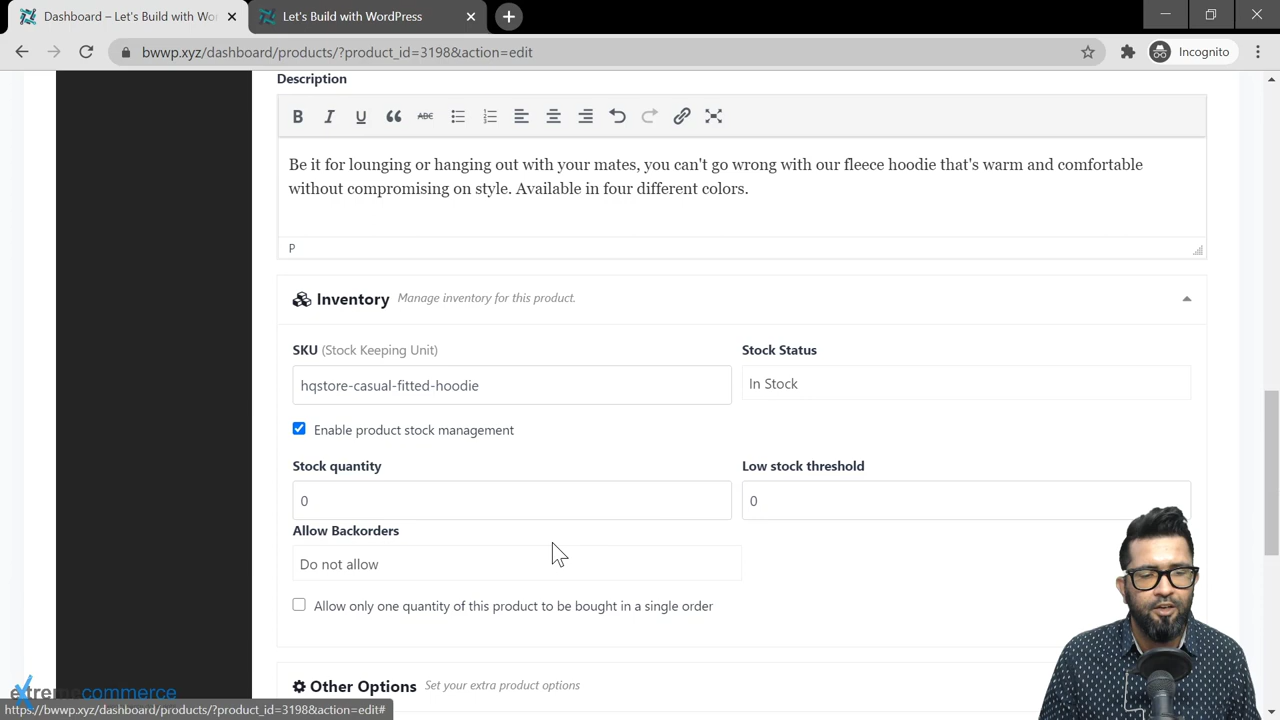 Dashboard – Let's Build with Wo
Let's Build with WordPress
bwwp.xyz/dashboard/products/?product_id=3198&action=edit
Incognito
Description
B I U ABC
Be it for lounging or hanging out with your mates, you can't go wrong with our fleece hoodie that's warm and comfortable
without compromising on style. Available in four different colors.
P
Inventory Manage inventory for this product.
SKU (Stock Keeping Unit)
Stock Status
hqstore-casual-fitted-hoodie
In Stock
Enable product stock management
Stock quantity
Low stock threshold
0
0
Allow Backorders
Do not allow
Allow only one quantity of this product to be bought in a single order
Other Options Set your extra product options
extremecommerce
https://bwwp.xyz/dashboard/products/?product_id=3198&action=edit#